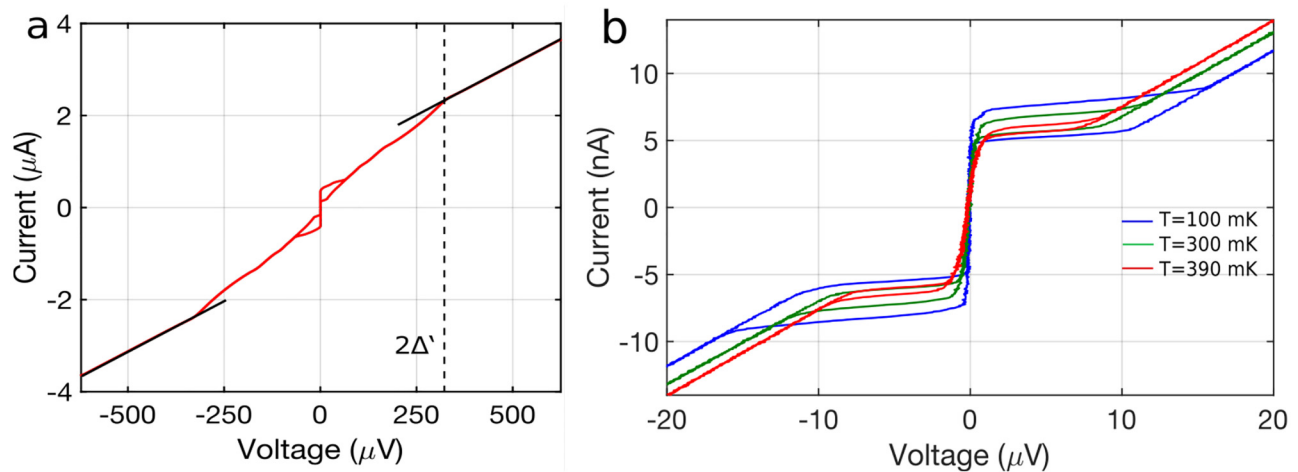 a
4
2
0
-2
-4
Current (μA)
2Δ‵
-500
-250
0
250
500
Voltage (μV)
b
10
5
0
-5
-10
Current (nA)
T=100 mK
T=300 mK
T=390 mK
-20
-10
0
10
20
Voltage (μV)